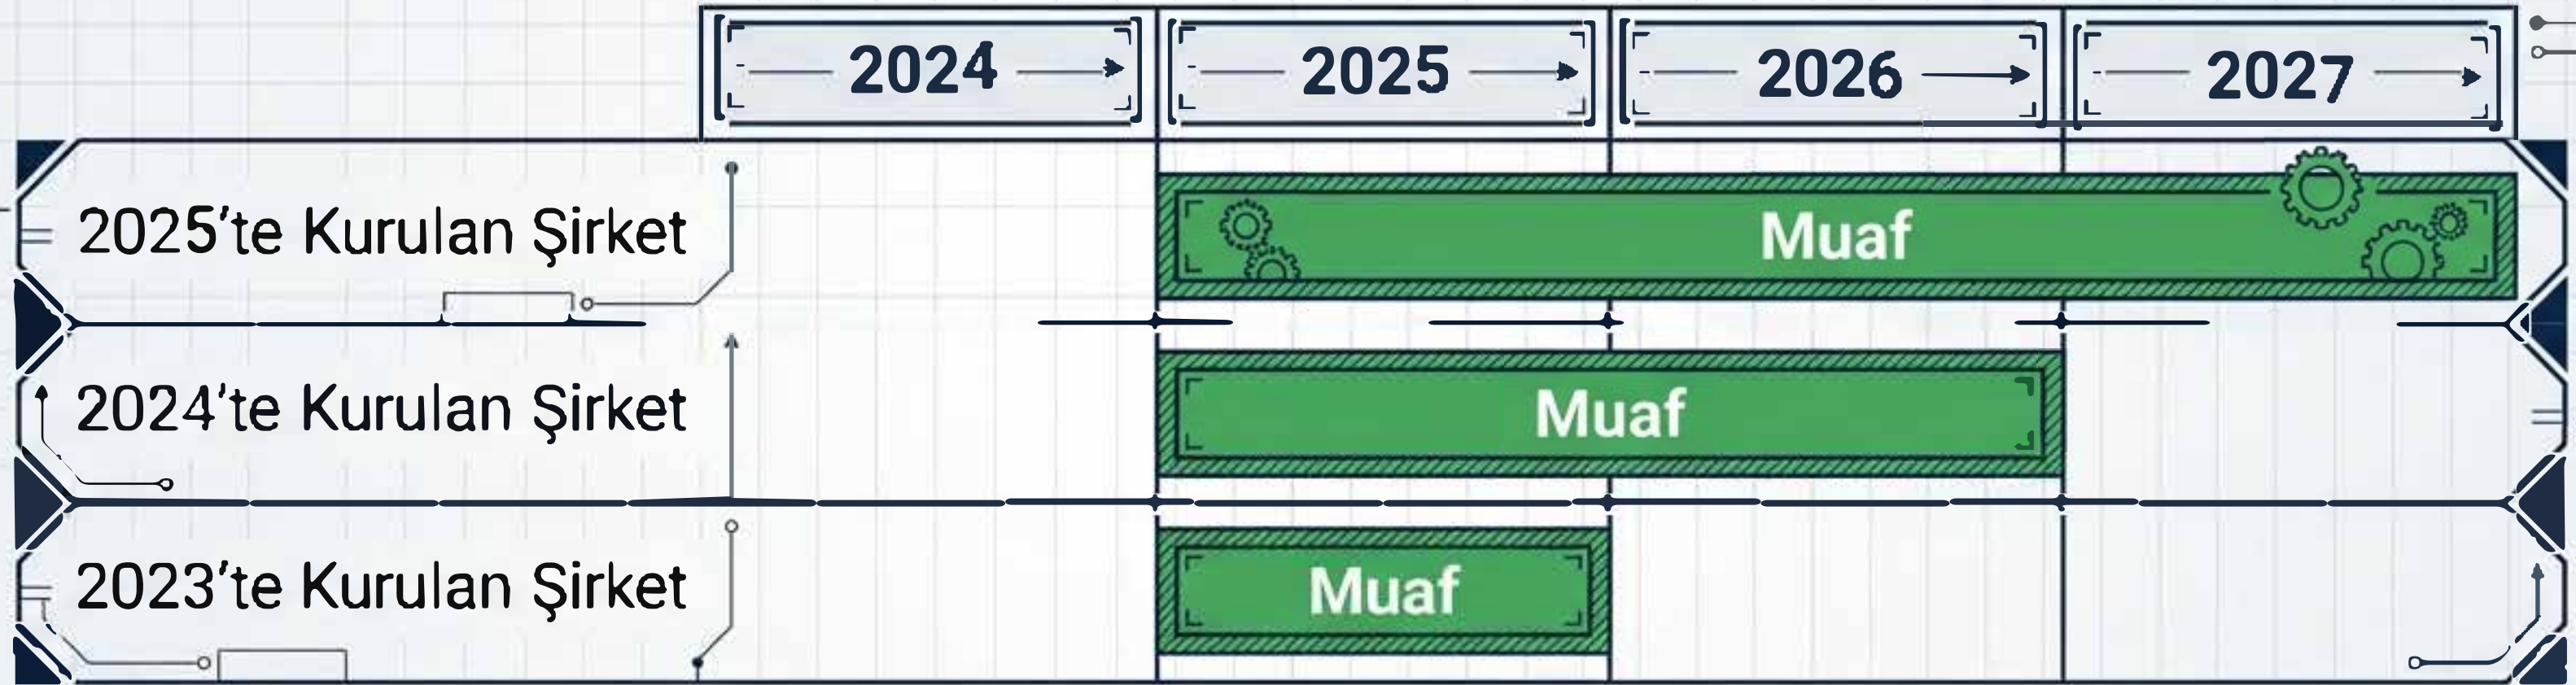 2024 2025 2026 2027
2025'te Kurulan Şirket Muaf
2024'te Kurulan Şirket Muaf
2023'te Kurulan Şirket Muaf